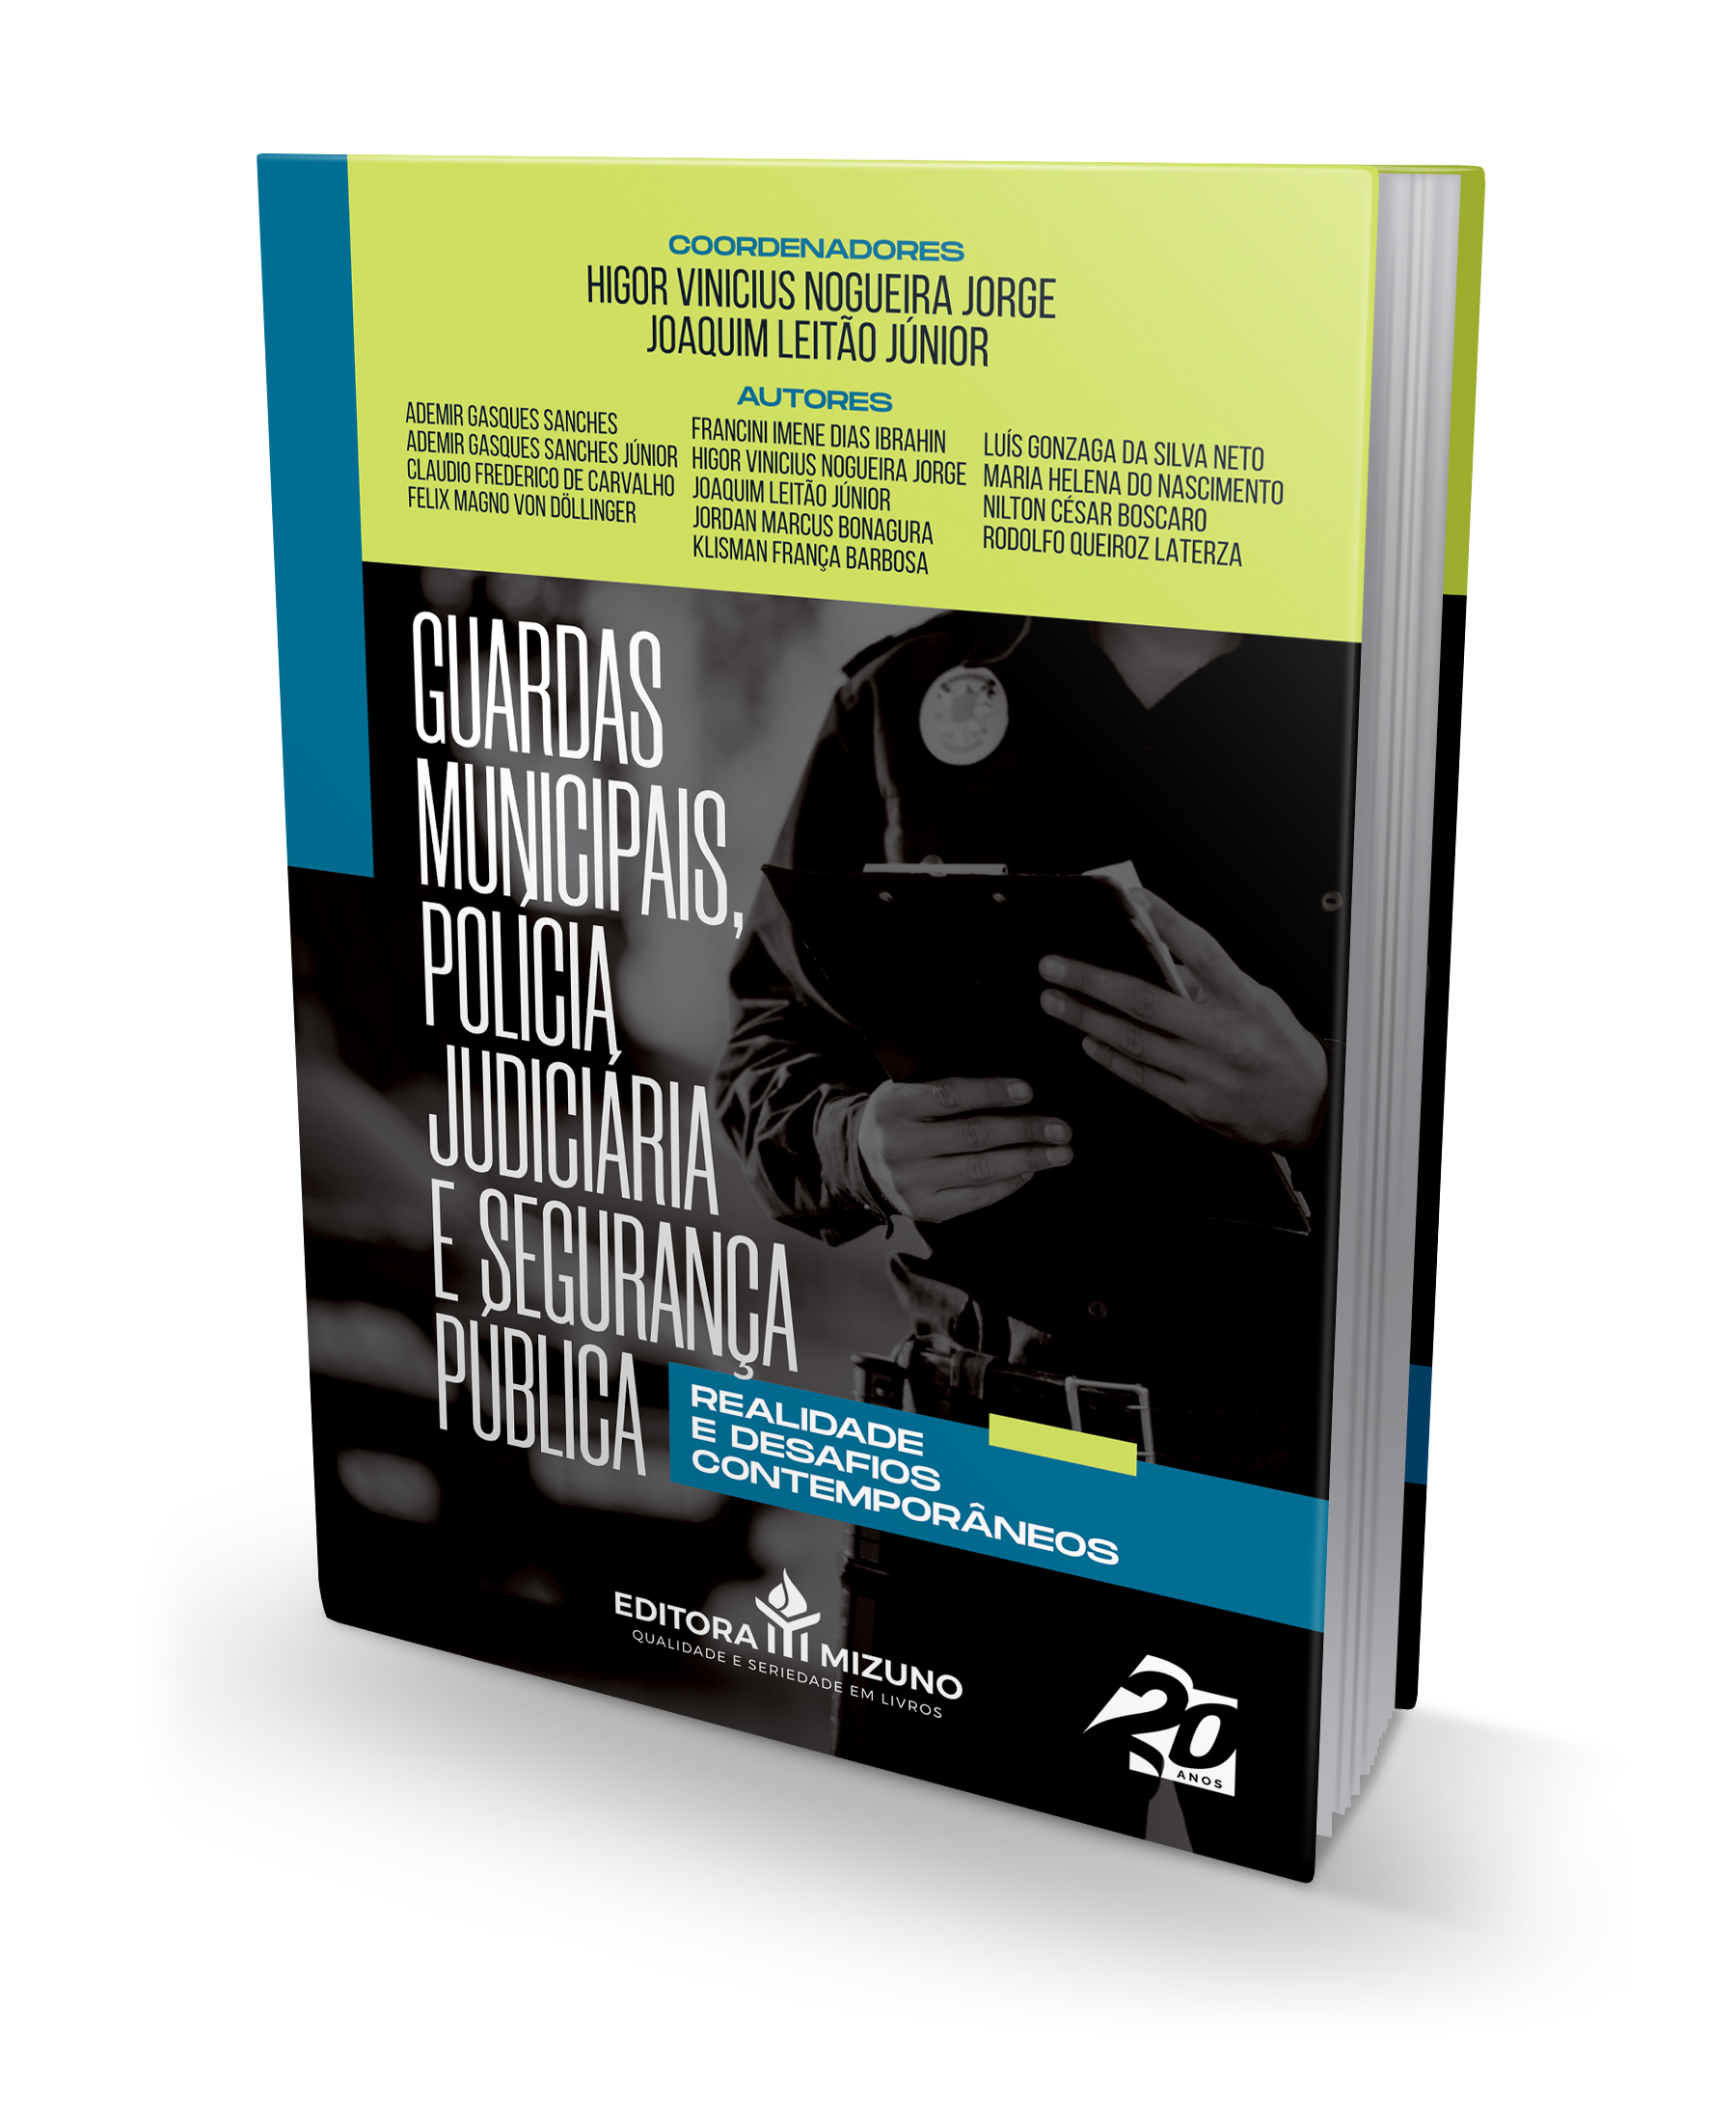 COORDENADORES
HIGOR VINICIUS NOGUEIRA JORGE
JOAQUIM LEITÃO JÚNIOR
AUTORES
ADEMIR GASQUES SANCHES
ADEMIR GASQUES SANCHES JÚNIOR
CLAUDIO FREDERICO DE CARVALHO
FELIX MAGNO VON DÖLLINGER
FRANCINI IMENE DIAS IBRAHIN
HIGOR VINICIUS NOGUEIRA JORGE
JOAQUIM LEITÃO JÚNIOR
JORDAN MARCUS BONAGURA
KLISMAN FRANÇA BARBOSA
LUÍS GONZAGA DA SILVA NETO
MARIA HELENA DO NASCIMENTO
NILTON CÉSAR BOSCARO
RODOLFO QUEIROZ LATERZA
GUARDAS
MUNICIPAIS,
POLÍCIA
JUDICIÁRIA
E SEGURANÇA
PÚBLICA
REALIDADE
E DESAFIOS
CONTEMPORÂNEOS
EDITORA MIZUNO
QUALIDADE E SERIEDADE EM LIVROS
20
ANOS